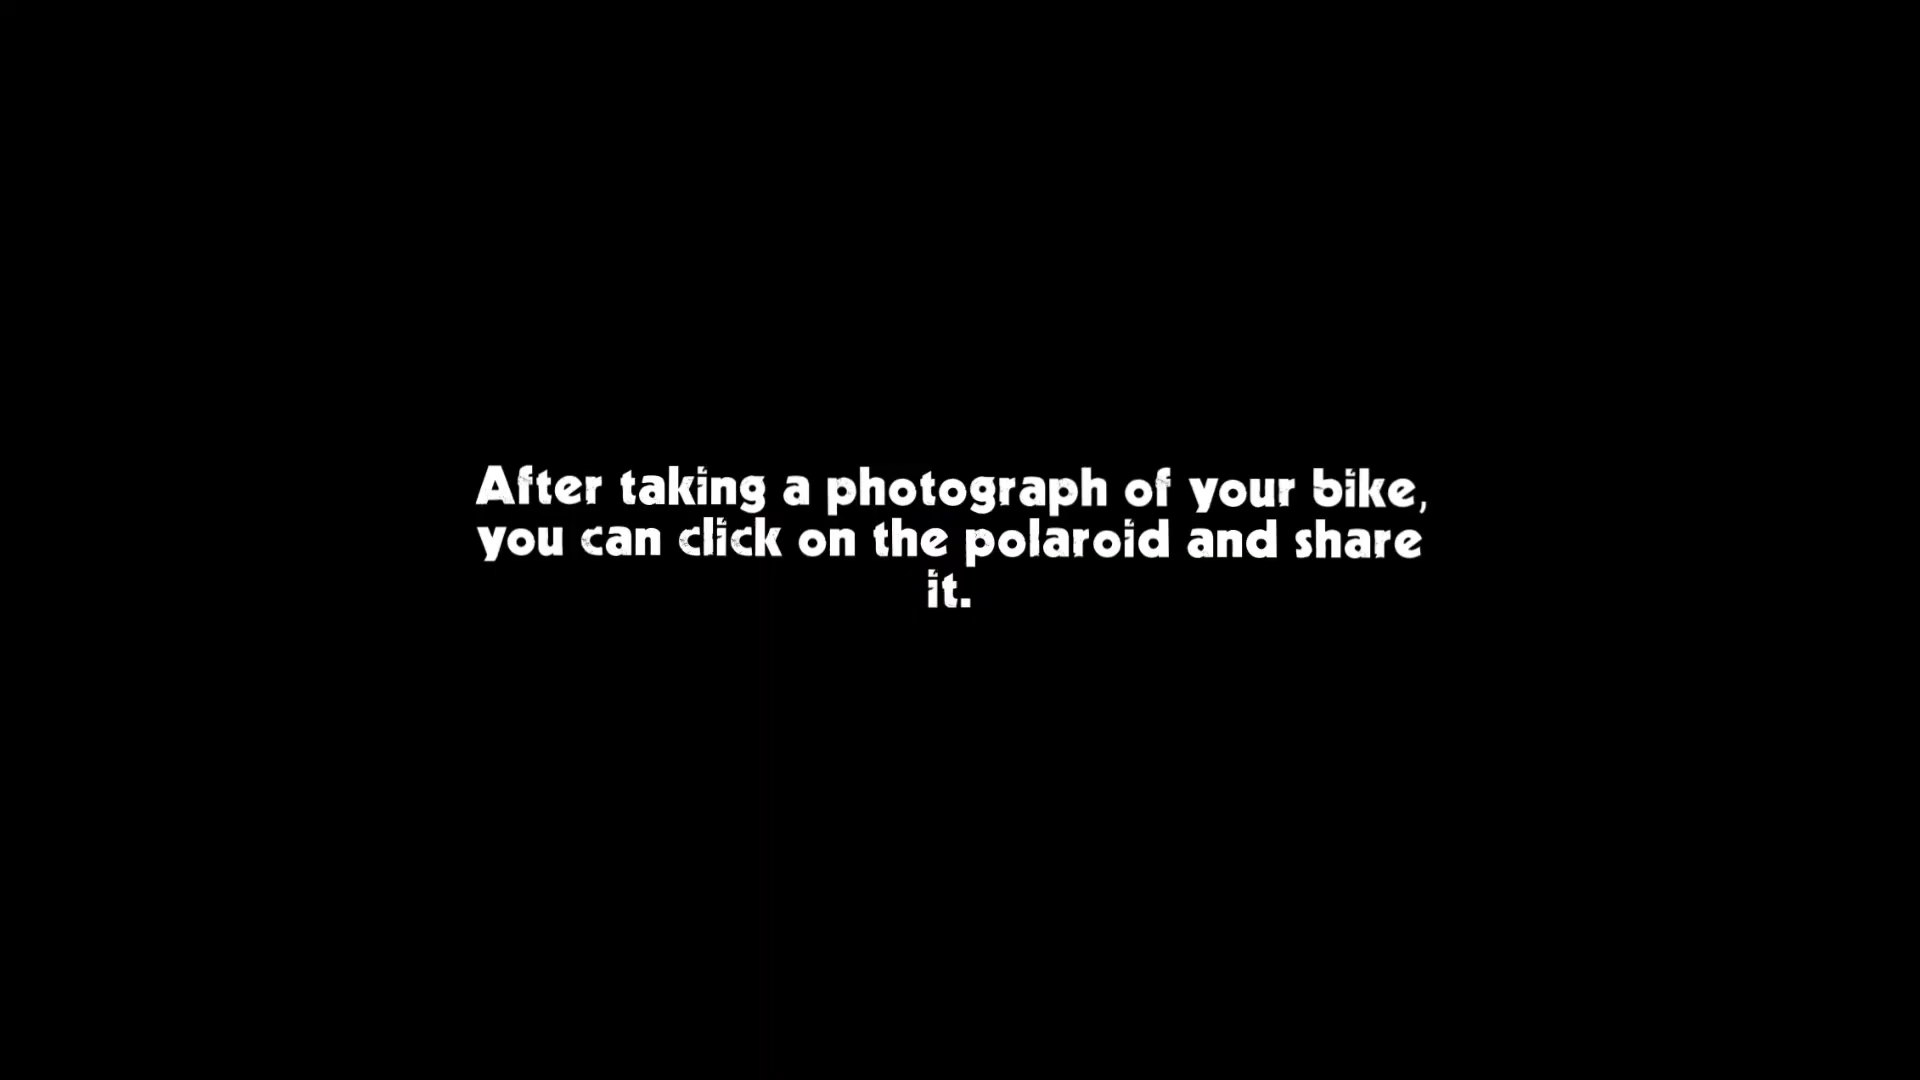 After taking a photograph of your bike,
you can click on the polaroid and share
it.